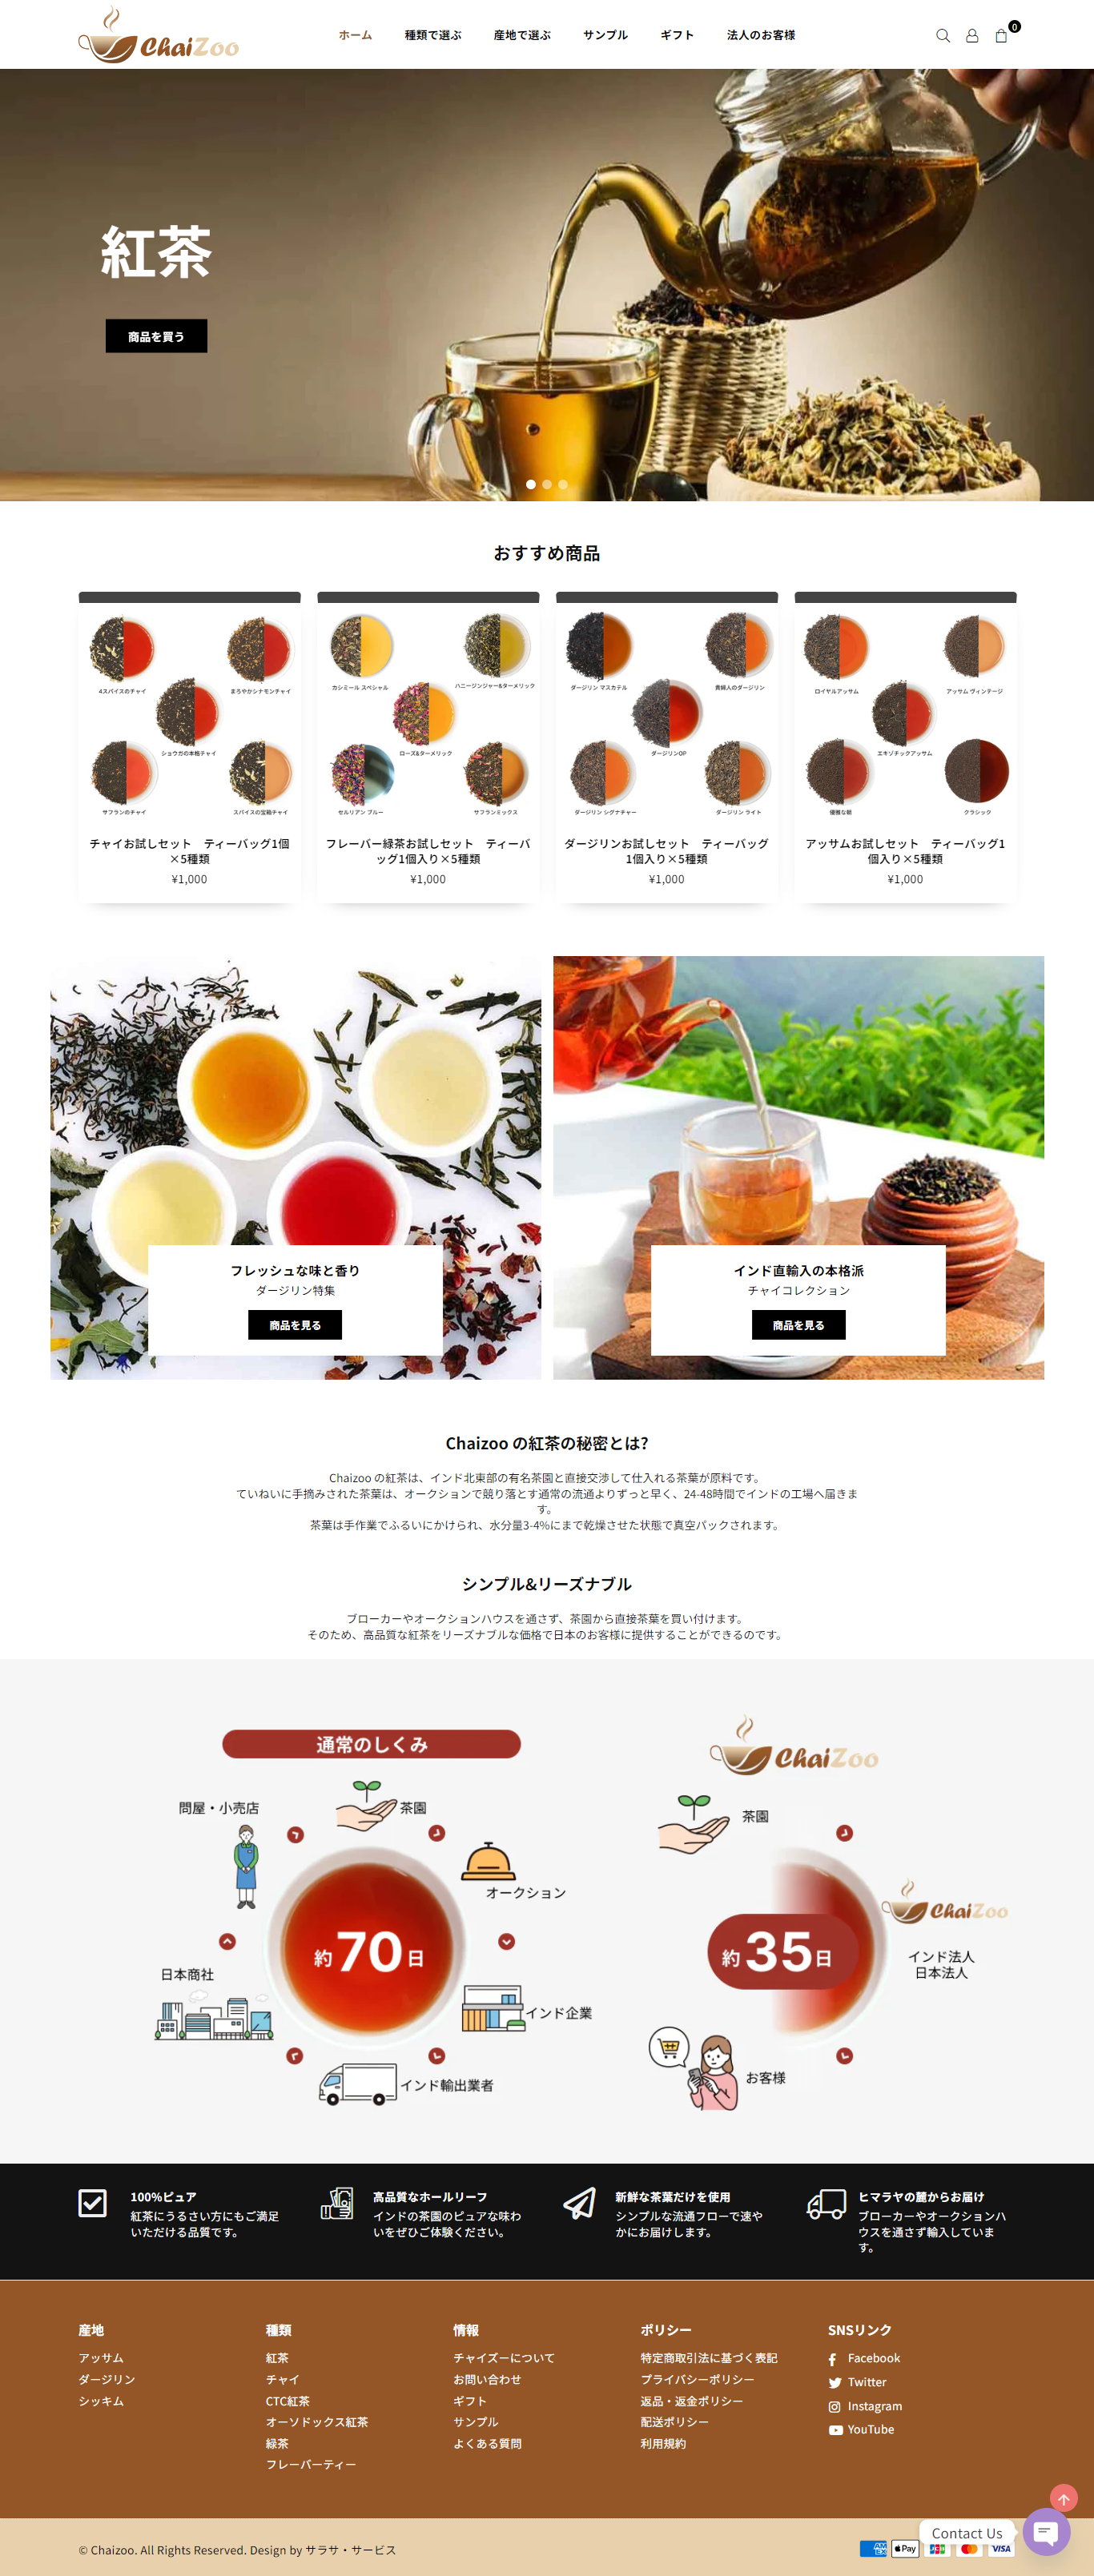 ChaiZoo
ホーム
種類で選ぶ
産地で選ぶ
サンプル
ギフト
法人のお客様
0
紅茶
商品を買う
おすすめ商品
4スパイスのチャイ
まろやかシナモンチャイ
ショウガの本格チャイ
サフランのチャイ
スパイスの宝箱チャイ
チャイお試しセット　ティーバッグ1個
×5種類
¥1,000
カシミール スペシャル
ハニージンジャー&ターメリック
ローズ&ターメリック
セルリアン ブルー
サフランミックス
フレーバー緑茶お試しセット　ティーバ
ッグ1個入り×5種類
¥1,000
ダージリン マスカテル
貴婦人のダージリン
ダージリンOP
ダージリン シグナチャー
ダージリン ライト
ダージリンお試しセット　ティーバッグ
1個入り×5種類
¥1,000
ロイヤルアッサム
アッサム ヴィンテージ
エキゾチックアッサム
優雅な朝
クラシック
アッサムお試しセット　ティーバッグ1
個入り×5種類
¥1,000
フレッシュな味と香り
ダージリン特集
商品を見る
インド直輸入の本格派
チャイコレクション
商品を見る
Chaizoo の紅茶の秘密とは?
Chaizoo の紅茶は、インド北東部の有名茶園と直接交渉して仕入れる茶葉が原料です。
ていねいに手摘みされた茶葉は、オークションで競り落とす通常の流通よりずっと早く、24-48時間でインドの工場へ届きま
す。
茶葉は手作業でふるいにかけられ、水分量3-4%にまで乾燥させた状態で真空パックされます。
シンプル&リーズナブル
ブローカーやオークションハウスを通さず、茶園から直接茶葉を買い付けます。
そのため、高品質な紅茶をリーズナブルな価格で日本のお客様に提供することができるのです。
通常のしくみ
茶園
問屋・小売店
オークション
約70日
日本商社
インド企業
インド輸出業者
ChaiZoo
茶園
ChaiZoo
約35日
インド法人
日本法人
お客様
100%ピュア
紅茶にうるさい方にもご満足
いただける品質です。
高品質なホールリーフ
インドの茶園のピュアな味わ
いをぜひご体験ください。
新鮮な茶葉だけを使用
シンプルな流通フローで速や
かにお届けします。
ヒマラヤの麓からお届け
ブローカーやオークションハ
ウスを通さず輸入していま
す。
産地
アッサム
ダージリン
シッキム
種類
紅茶
チャイ
CTC紅茶
オーソドックス紅茶
緑茶
フレーバーティー
情報
チャイズーについて
お問い合わせ
ギフト
サンプル
よくある質問
ポリシー
特定商取引法に基づく表記
プライバシーポリシー
返品・返金ポリシー
配送ポリシー
利用規約
SNSリンク
Facebook
Twitter
Instagram
YouTube
© Chaizoo. All Rights Reserved. Design by サラサ・サービス
Contact Us
AMEX
Pay
JCB
VISA